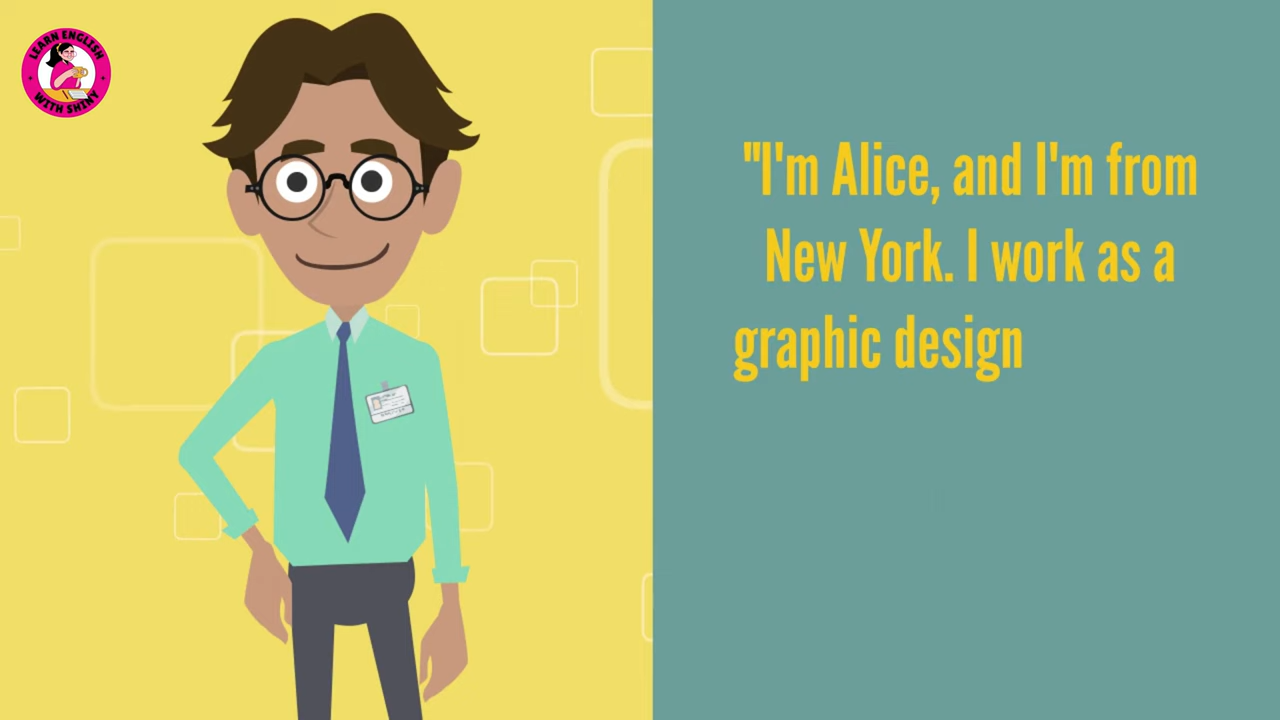 LEARN ENGLISH
WITH SHINY
"I'm Alice, and I'm from
New York. I work as a
graphic design